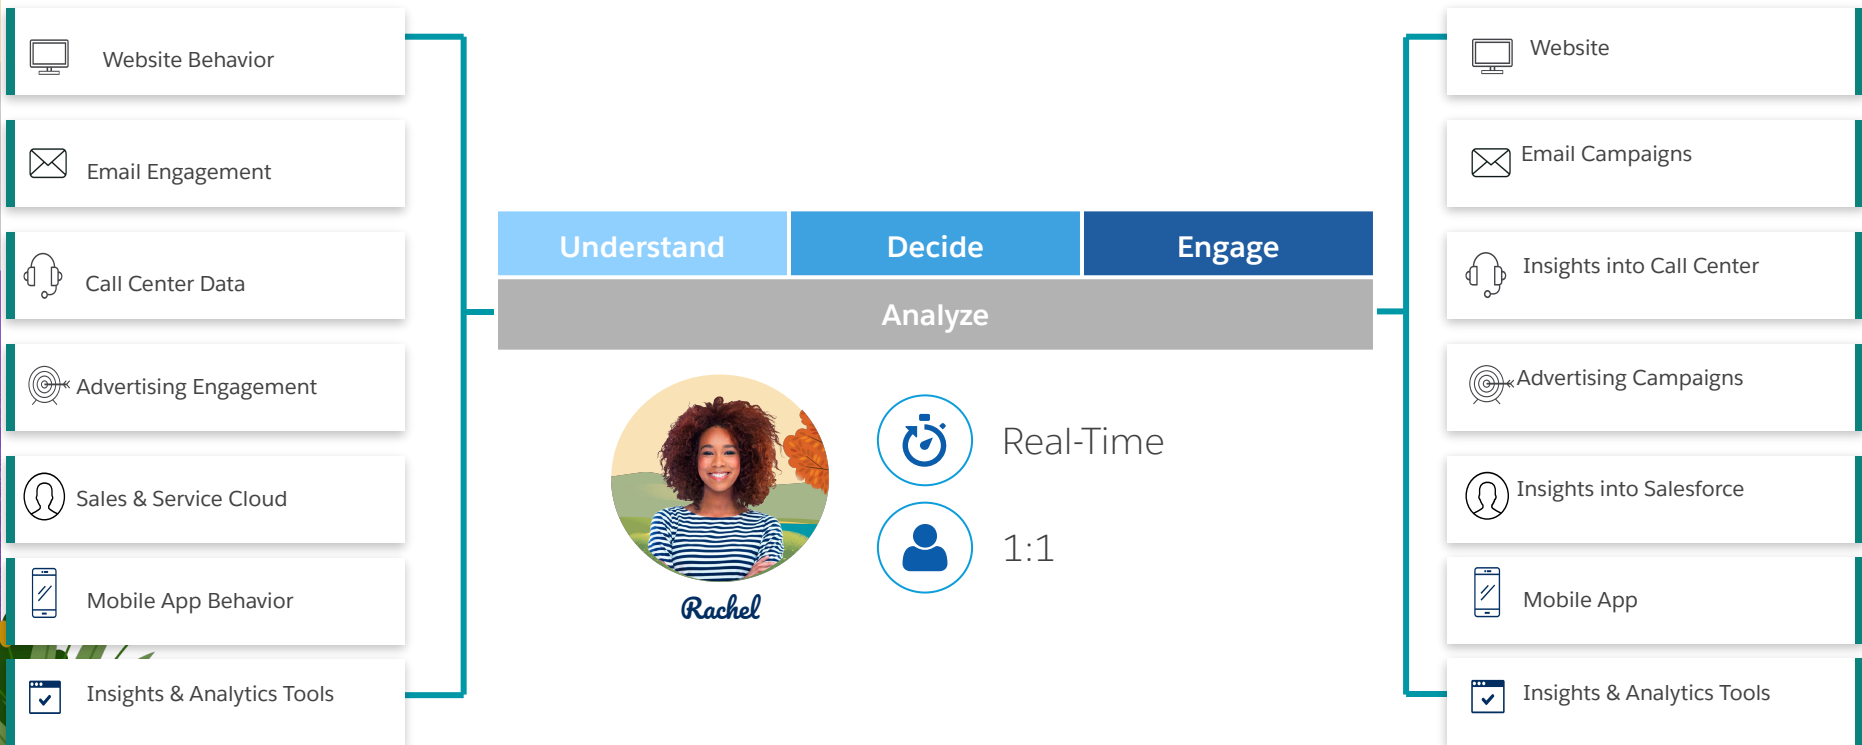 Website Behavior
Email Engagement
Call Center Data
Advertising Engagement
Sales & Service Cloud
Mobile App Behavior
Insights & Analytics Tools
Understand
Decide
Engage
Analyze
Rachel
Real-Time
1:1
Website
Email Campaigns
Insights into Call Center
Advertising Campaigns
Insights into Salesforce
Mobile App
Insights & Analytics Tools